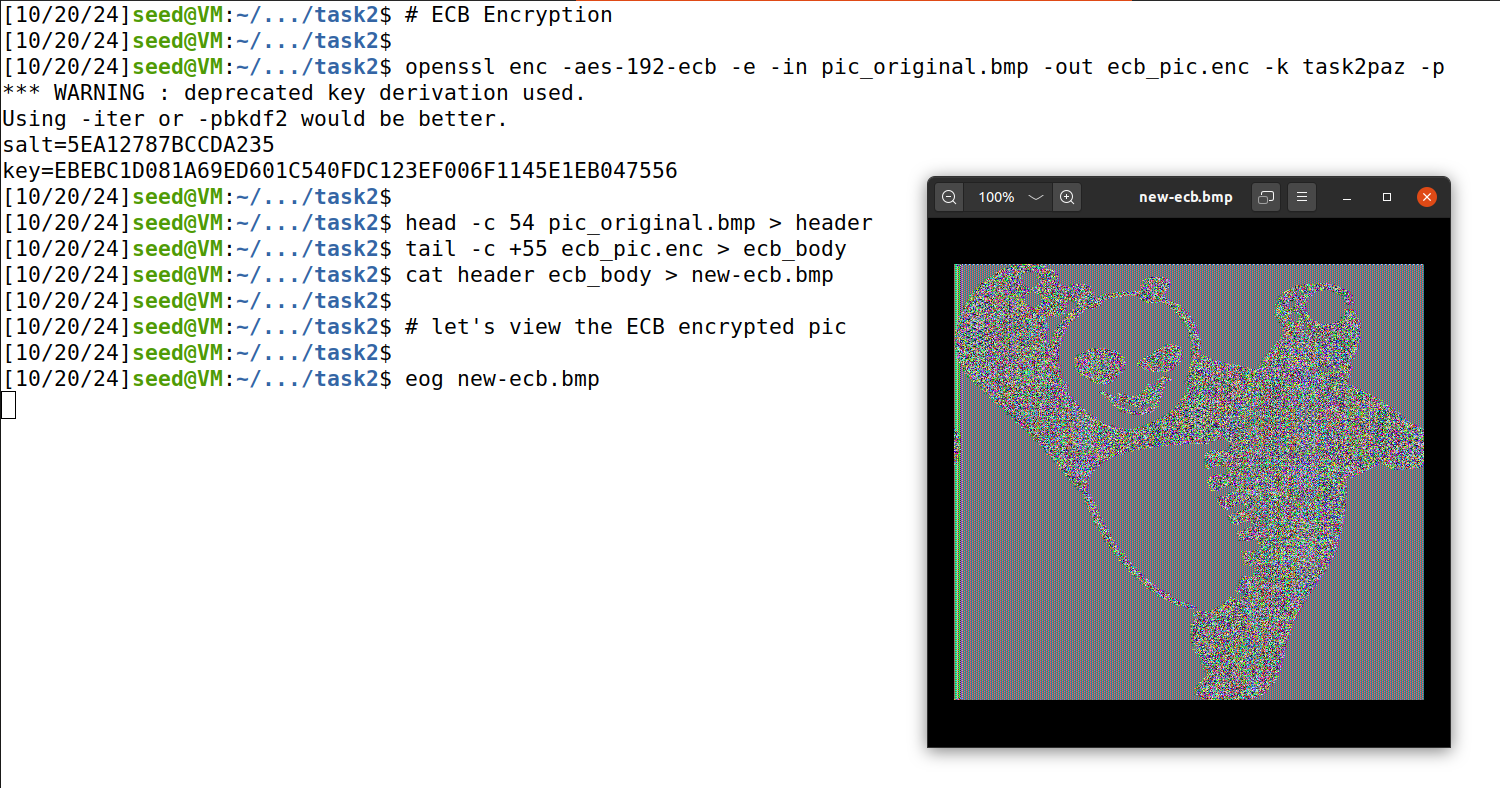 [10/20/24]seed@VM:~/.../task2$ # ECB Encryption
[10/20/24]seed@VM:~/.../task2$
[10/20/24]seed@VM:~/.../task2$ openssl enc -aes-192-ecb -e -in pic_original.bmp -out ecb_pic.enc -k task2paz -p
*** WARNING : deprecated key derivation used.
Using -iter or -pbkdf2 would be better.
salt=5EA12787BCCDA235
key=EBEBC1D081A69ED601C540FDC123EF006F1145E1EB047556
[10/20/24]seed@VM:~/.../task2$
[10/20/24]seed@VM:~/.../task2$ head -c 54 pic_original.bmp > header
[10/20/24]seed@VM:~/.../task2$ tail -c +55 ecb_pic.enc > ecb_body
[10/20/24]seed@VM:~/.../task2$ cat header ecb_body > new-ecb.bmp
[10/20/24]seed@VM:~/.../task2$
[10/20/24]seed@VM:~/.../task2$ # let's view the ECB encrypted pic
[10/20/24]seed@VM:~/.../task2$
[10/20/24]seed@VM:~/.../task2$ eog new-ecb.bmp
100% new-ecb.bmp